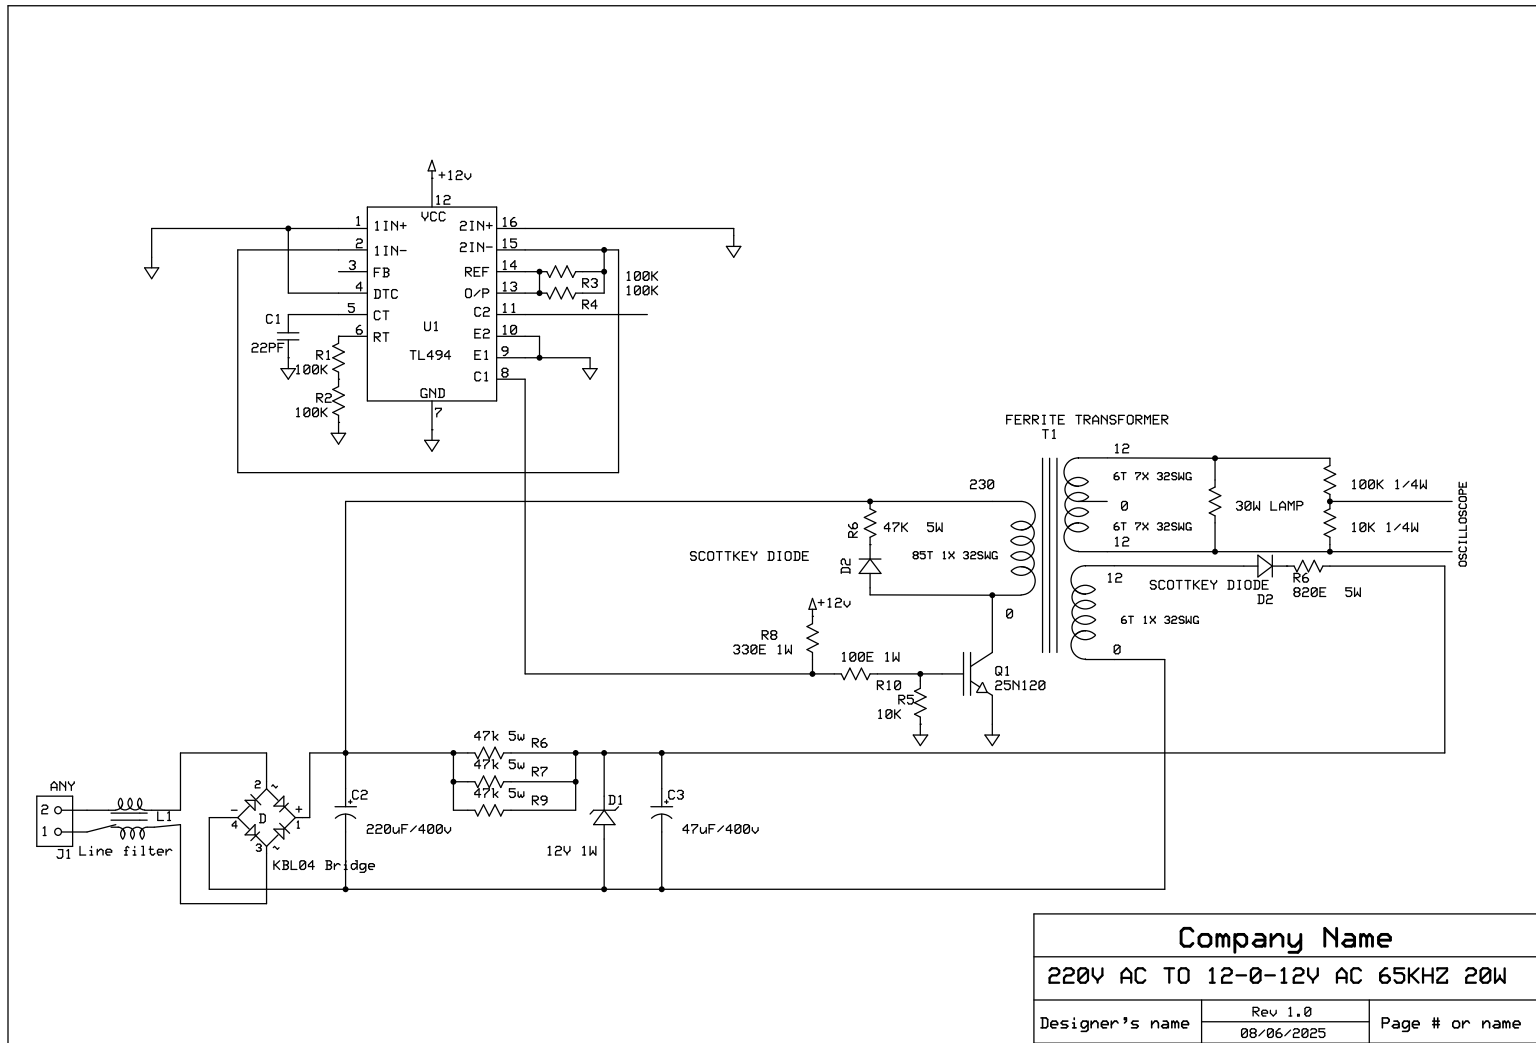 +12v
12
VCC
1 1IN+ 2IN+ 16
2 1IN- 2IN- 15
3 FB REF 14
4 DTC O/P 13
5 CT C2 11
6 RT E2 10
E1 9
C1 8
U1
TL494
GND
7
R3 100K
R4 100K
C1
22PF
R1
100K
R2
100K
FERRITE TRANSFORMER
T1
230
12
6T 7X 32SWG
0
6T 7X 32SWG
12
30W LAMP
100K 1/4W
10K 1/4W
OSCILLOSCOPE
R6
47K 5W
SCOTTKEY DIODE
D2
85T 1X 32SWG
0
12
SCOTTKEY DIODE
D2
R6
820E 5W
6T 1X 32SWG
0
+12v
R8
330E 1W
100E 1W
R10
R5
10K
Q1
25N120
47k 5w R6
47k 5w R7
47k 5w R9
ANY
2
1
J1
Line filter
L1
2 ~
- +
4 D 1
3 ~
KBL04 Bridge
C2
220uF/400v
D1
12V 1W
C3
47uF/400v
Company Name
220V AC TO 12-0-12V AC 65KHZ 20W
Designer's name
Rev 1.0
08/06/2025
Page # or name